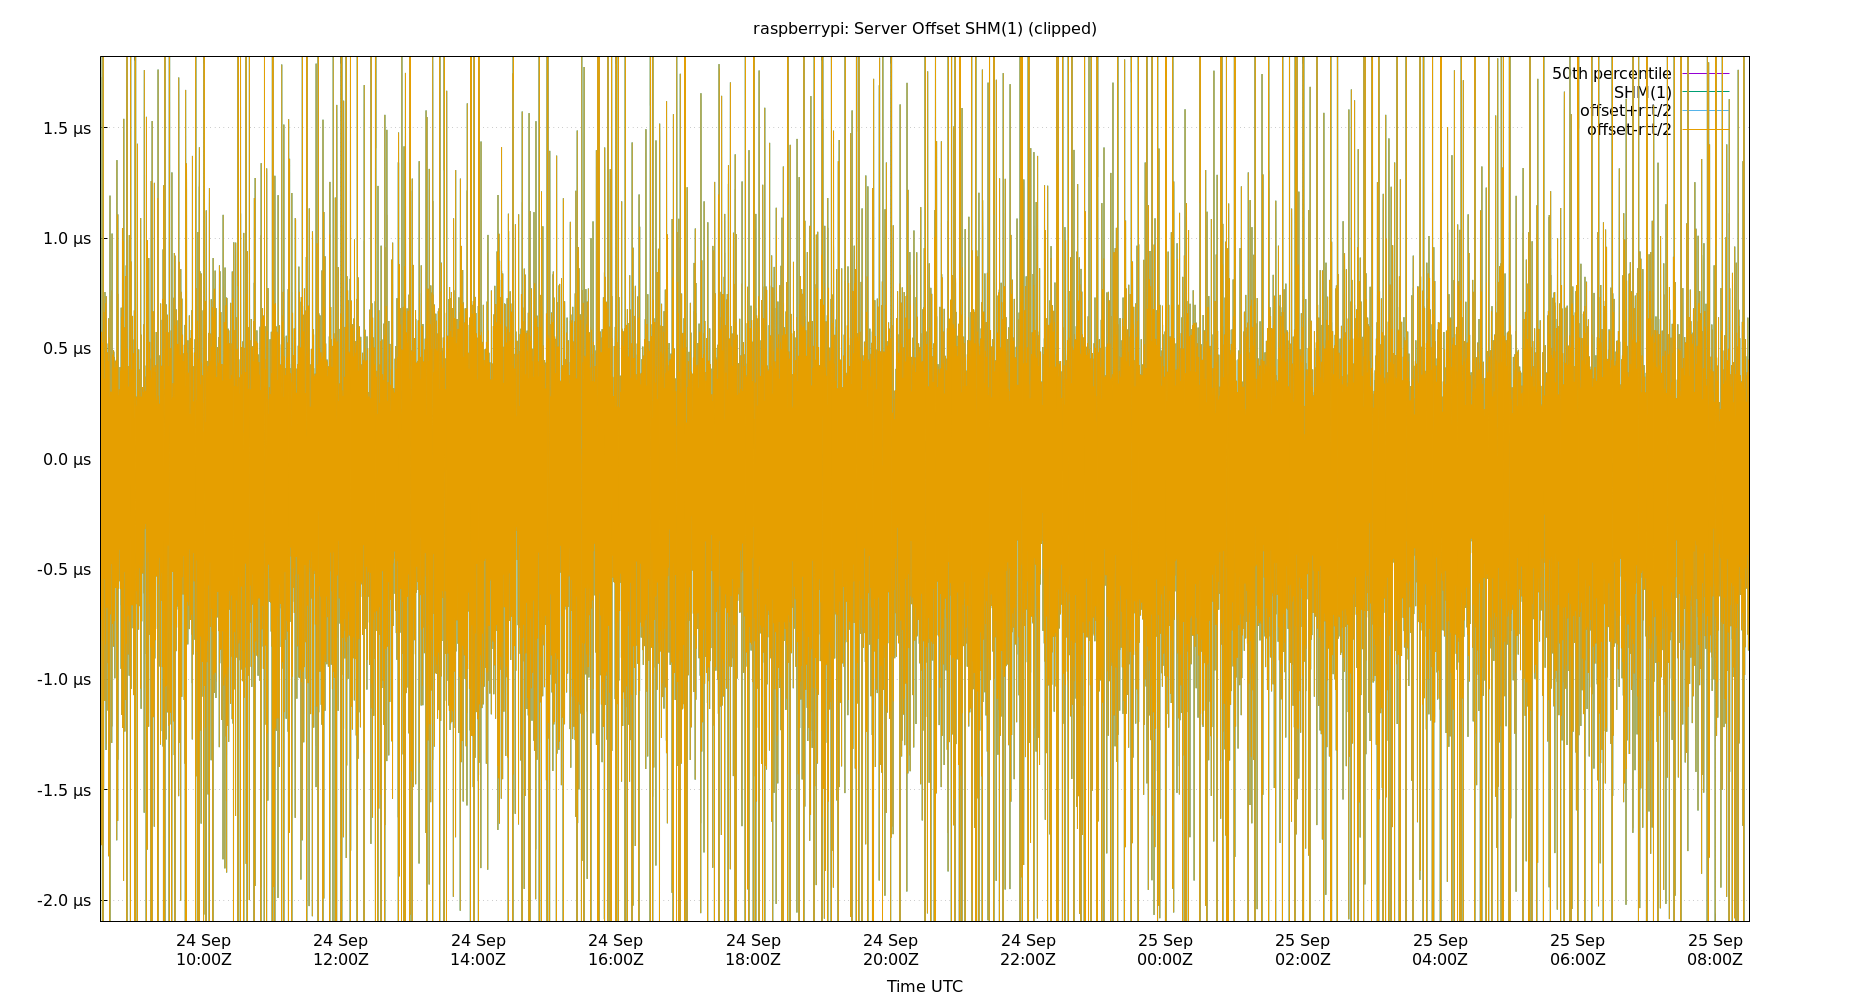 raspberrypi: Server Offset SHM(1) (clipped)
50th percentile
SHM(1)
offset+rtt/2
offset-rtt/2
1.5 µs
1.0 µs
0.5 µs
0.0 µs
-0.5 µs
-1.0 µs
-1.5 µs
-2.0 µs
24 Sep 24 Sep 24 Sep 24 Sep 24 Sep 24 Sep 24 Sep 25 Sep 25 Sep 25 Sep 25 Sep 25 Sep
10:00Z 12:00Z 14:00Z 16:00Z 18:00Z 20:00Z 22:00Z 00:00Z 02:00Z 04:00Z 06:00Z 08:00Z
Time UTC